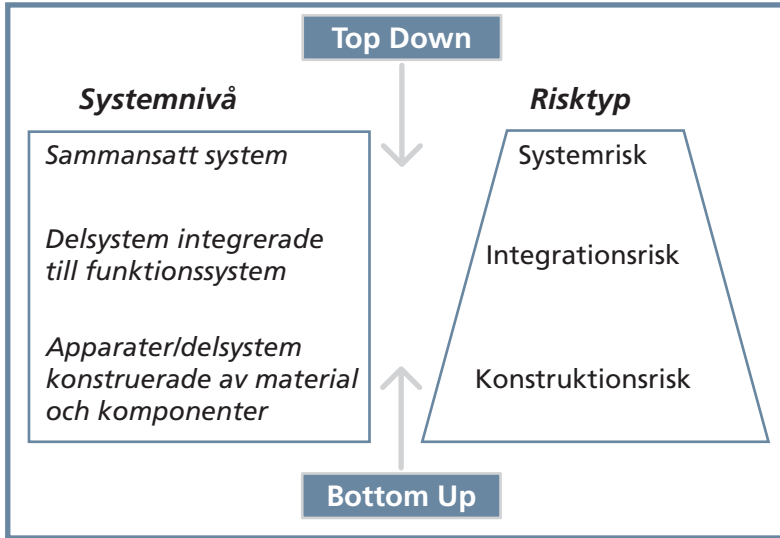 Top Down
Systemnivå
Risktyp
Sammansatt system
Systemrisk
Delsystem integrerade
till funktionssystem
Integrationsrisk
Apparater/delsystem
konstruerade av material
och komponenter
Konstruktionsrisk
Bottom Up